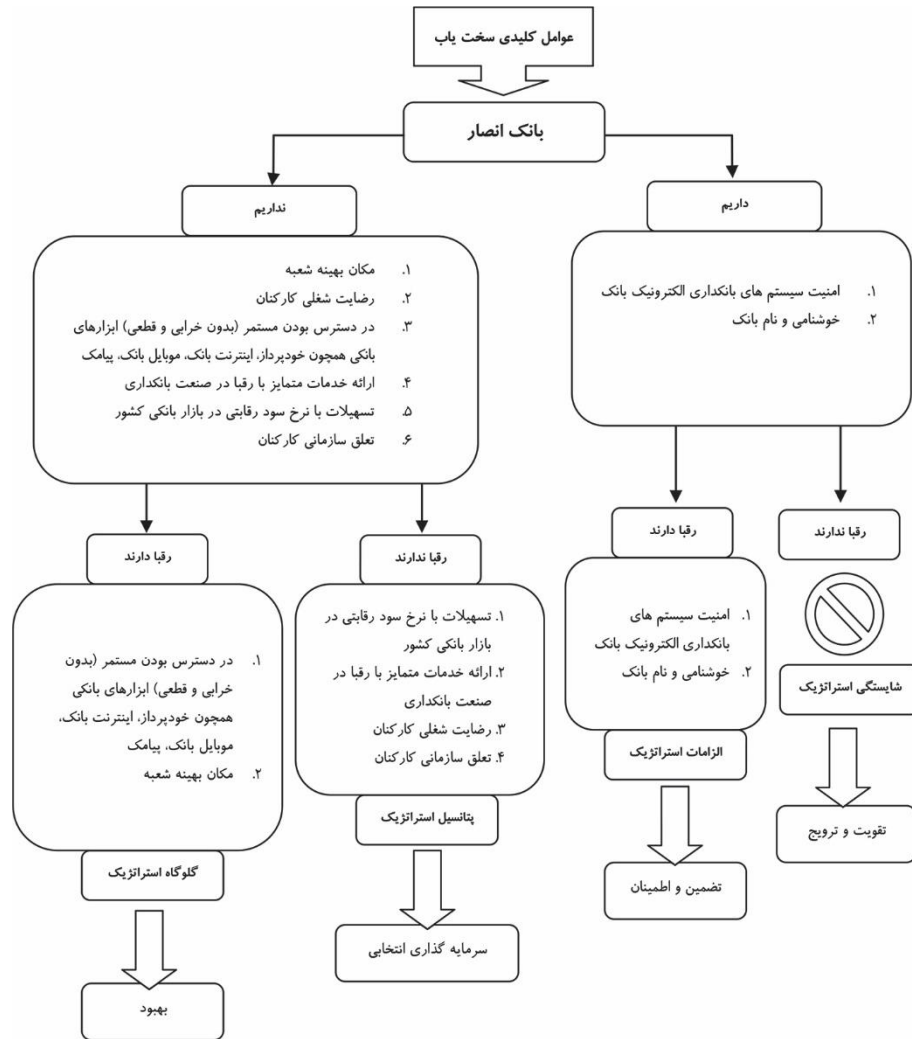 عوامل کلیدی سخت یاب
بانک انصار
داریم
۱. امنیت سیستم های بانکداری الکترونیک بانک
۲. خوشنامی و نام بانک
نداریم
۱. مکان بهینه شعبه
۲. رضایت شغلی کارکنان
۳. در دسترس بودن مستمر (بدون خرابی و قطعی) ابزارهای
بانکی همچون خودپرداز، اینترنت بانک، موبایل بانک، پیامک
۴. ارائه خدمات متمایز با رقبا در صنعت بانکداری
۵. تسهیلات با نرخ سود رقابتی در بازار بانکی کشور
۶. تعلق سازمانی کارکنان
رقبا ندارند
شایستگی استراتژیک
تقویت و ترویج
رقبا دارند
۱. امنیت سیستم های
بانکداری الکترونیک بانک
۲. خوشنامی و نام بانک
الزامات استراتژیک
تضمین و اطمینان
رقبا ندارند
۱. تسهیلات با نرخ سود رقابتی در
بازار بانکی کشور
۲. ارائه خدمات متمایز با رقبا در
صنعت بانکداری
۳. رضایت شغلی کارکنان
۴. تعلق سازمانی کارکنان
پتانسیل استراتژیک
سرمایه گذاری انتخابی
رقبا دارند
۱. در دسترس بودن مستمر (بدون
خرابی و قطعی) ابزارهای بانکی
همچون خودپرداز، اینترنت بانک،
موبایل بانک، پیامک
۲. مکان بهینه شعبه
گلوگاه استراتژیک
بهبود